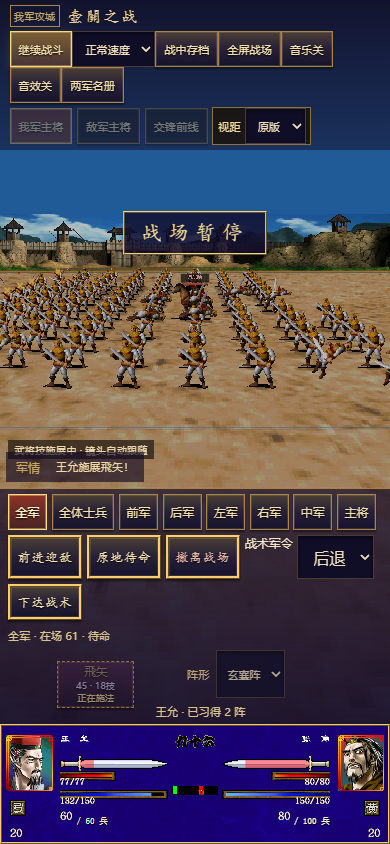 我军攻城 壶關之战
继续战斗 正常速度 战中存档 全屏战场 音乐关
音效关 两军名册
我军主将 敌军主将 交锋前线 视距 原版
战场暂停
武将技施展中·镜头自动跟随
军情 王允施展飛矢！
全军 全体士兵 前军 后军 左军 右军 中军 主将
前进迎敌 原地待命 撤离战场 战术军令 后退
下达战术
全军·在场 61·待命
飛矢
45·18技
正在施法
阵形 玄襄阵
王允·已习得 2 阵
王 允
77/77 80/80
182/150 150/150
60 / 60 兵 80 / 100 兵
20 20